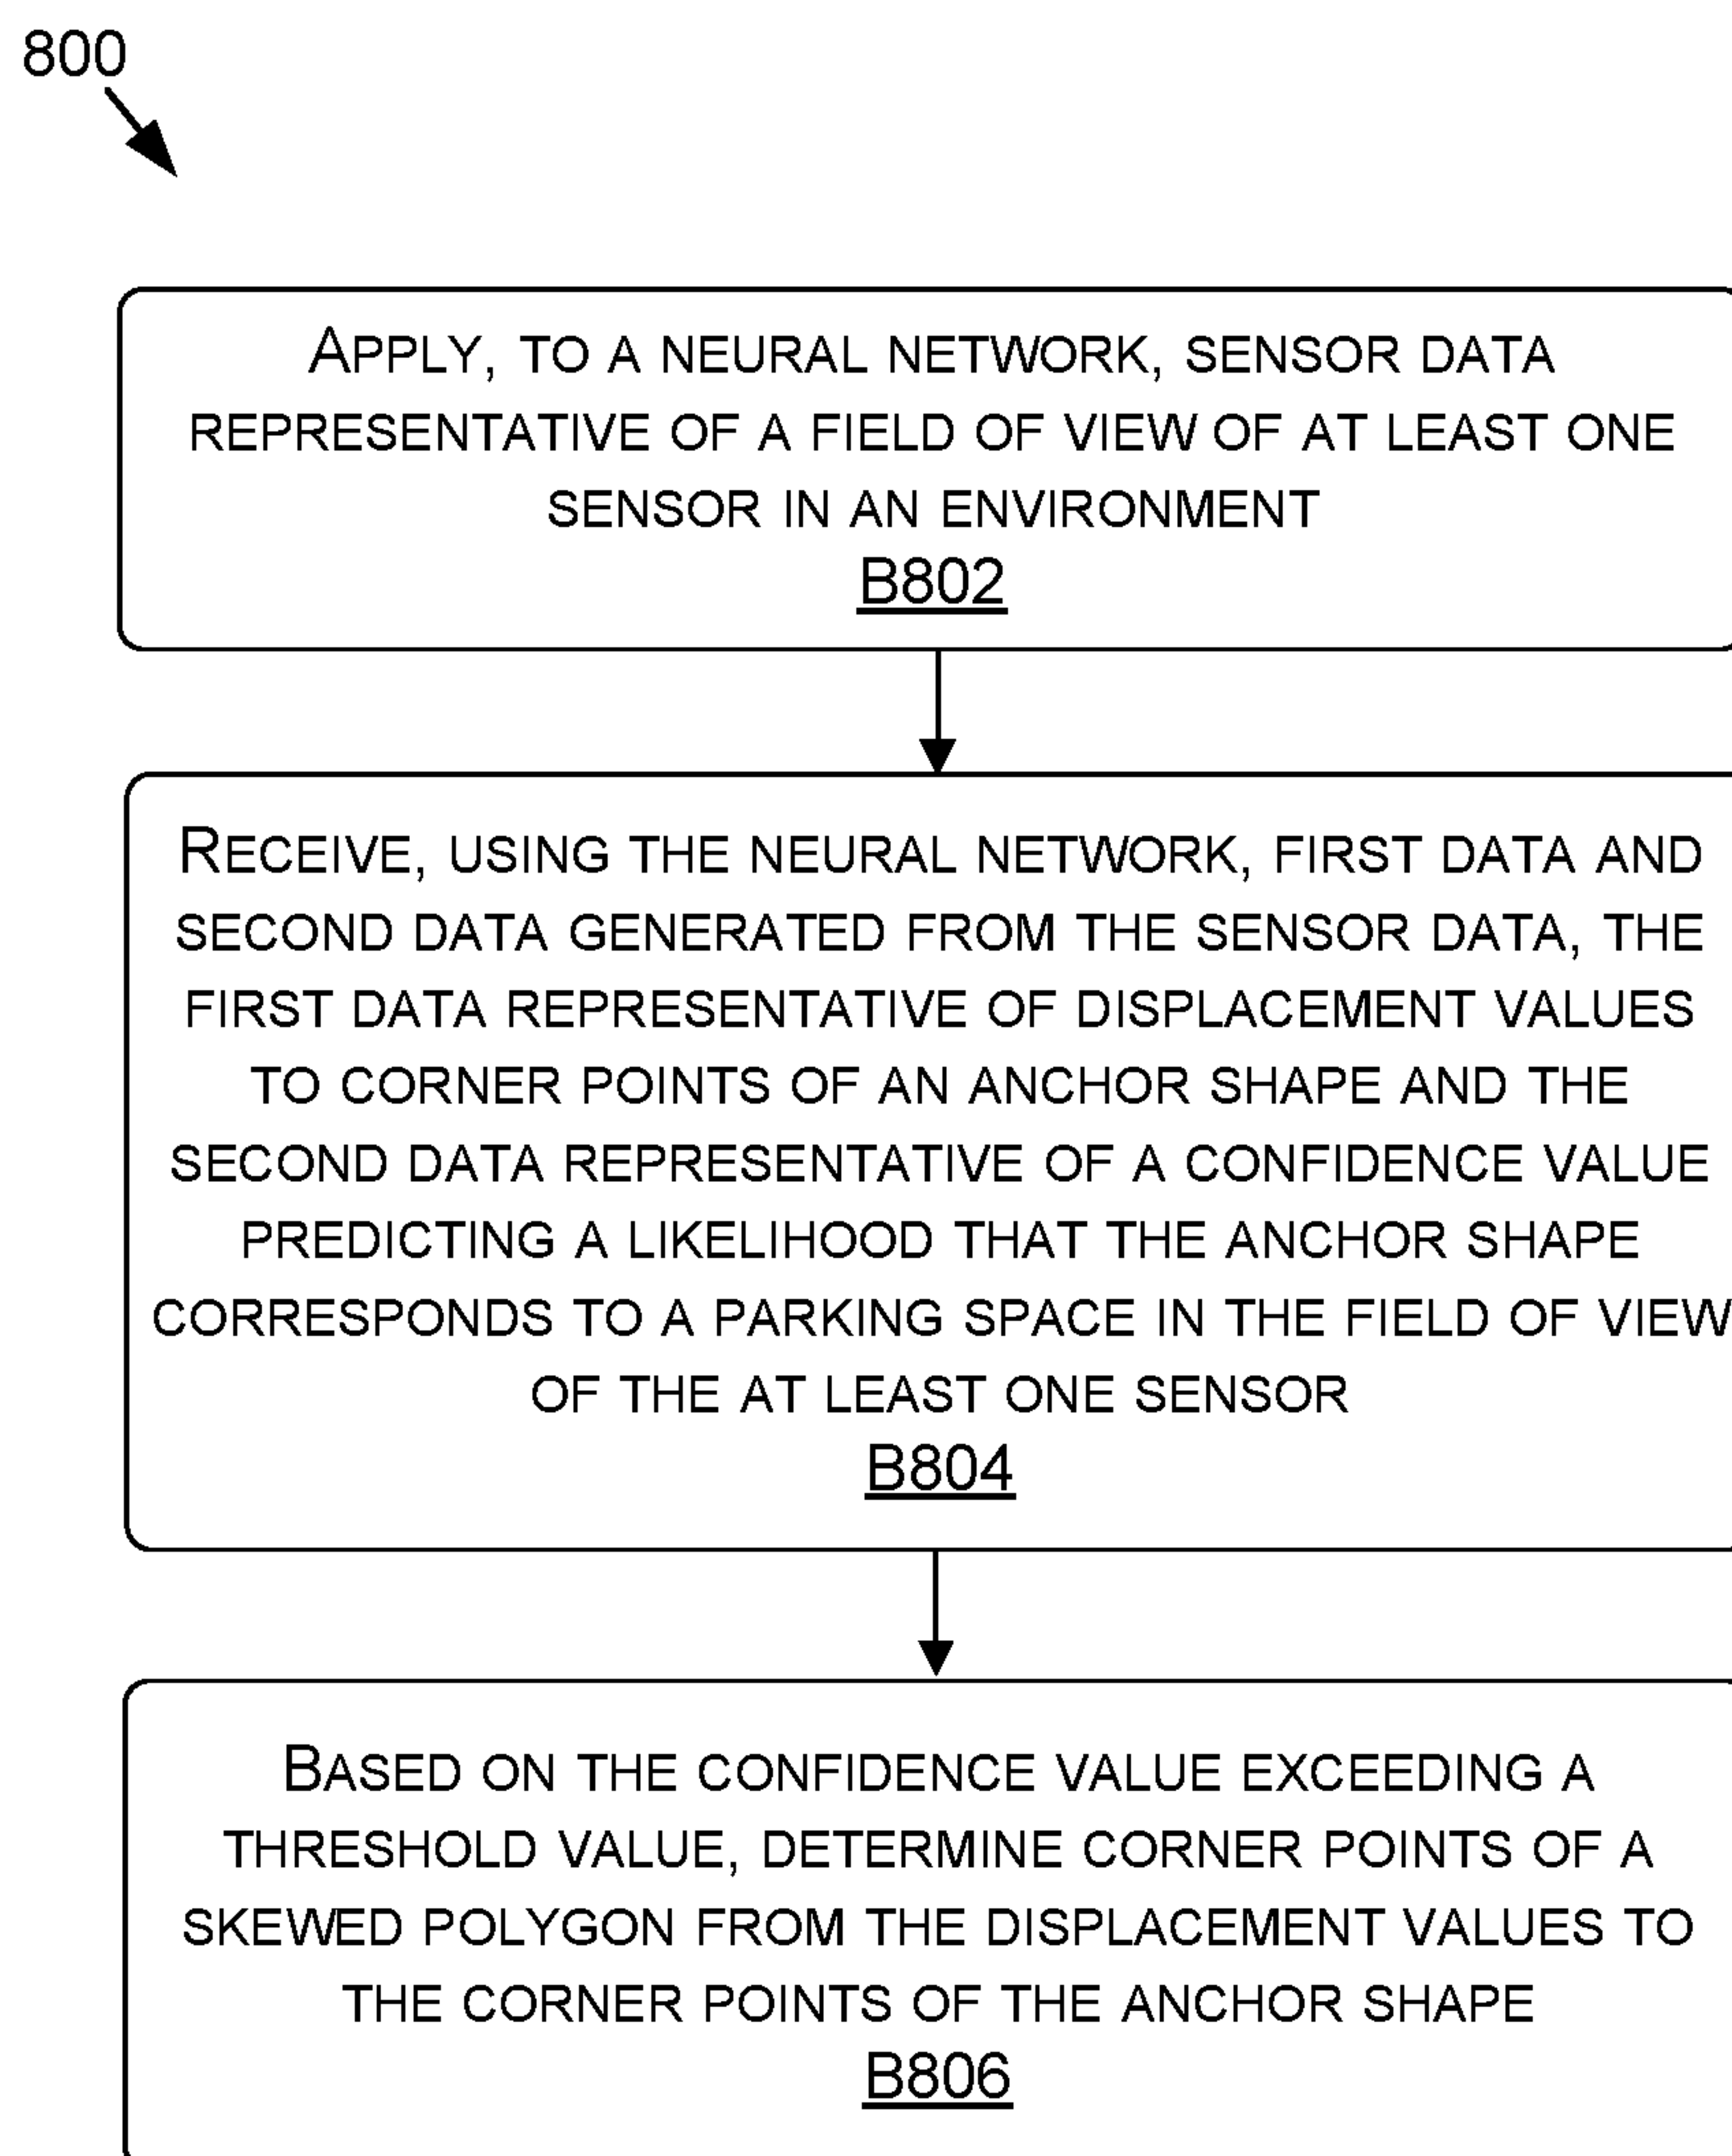 800
APPLY, TO A NEURAL NETWORK, SENSOR DATA
REPRESENTATIVE OF A FIELD OF VIEW OF AT LEAST ONE
SENSOR IN AN ENVIRONMENT
B802
RECEIVE, USING THE NEURAL NETWORK, FIRST DATA AND
SECOND DATA GENERATED FROM THE SENSOR DATA, THE
FIRST DATA REPRESENTATIVE OF DISPLACEMENT VALUES
TO CORNER POINTS OF AN ANCHOR SHAPE AND THE
SECOND DATA REPRESENTATIVE OF A CONFIDENCE VALUE
PREDICTING A LIKELIHOOD THAT THE ANCHOR SHAPE
CORRESPONDS TO A PARKING SPACE IN THE FIELD OF VIEW
OF THE AT LEAST ONE SENSOR
B804
BASED ON THE CONFIDENCE VALUE EXCEEDING A
THRESHOLD VALUE, DETERMINE CORNER POINTS OF A
SKEWED POLYGON FROM THE DISPLACEMENT VALUES TO
THE CORNER POINTS OF THE ANCHOR SHAPE
B806